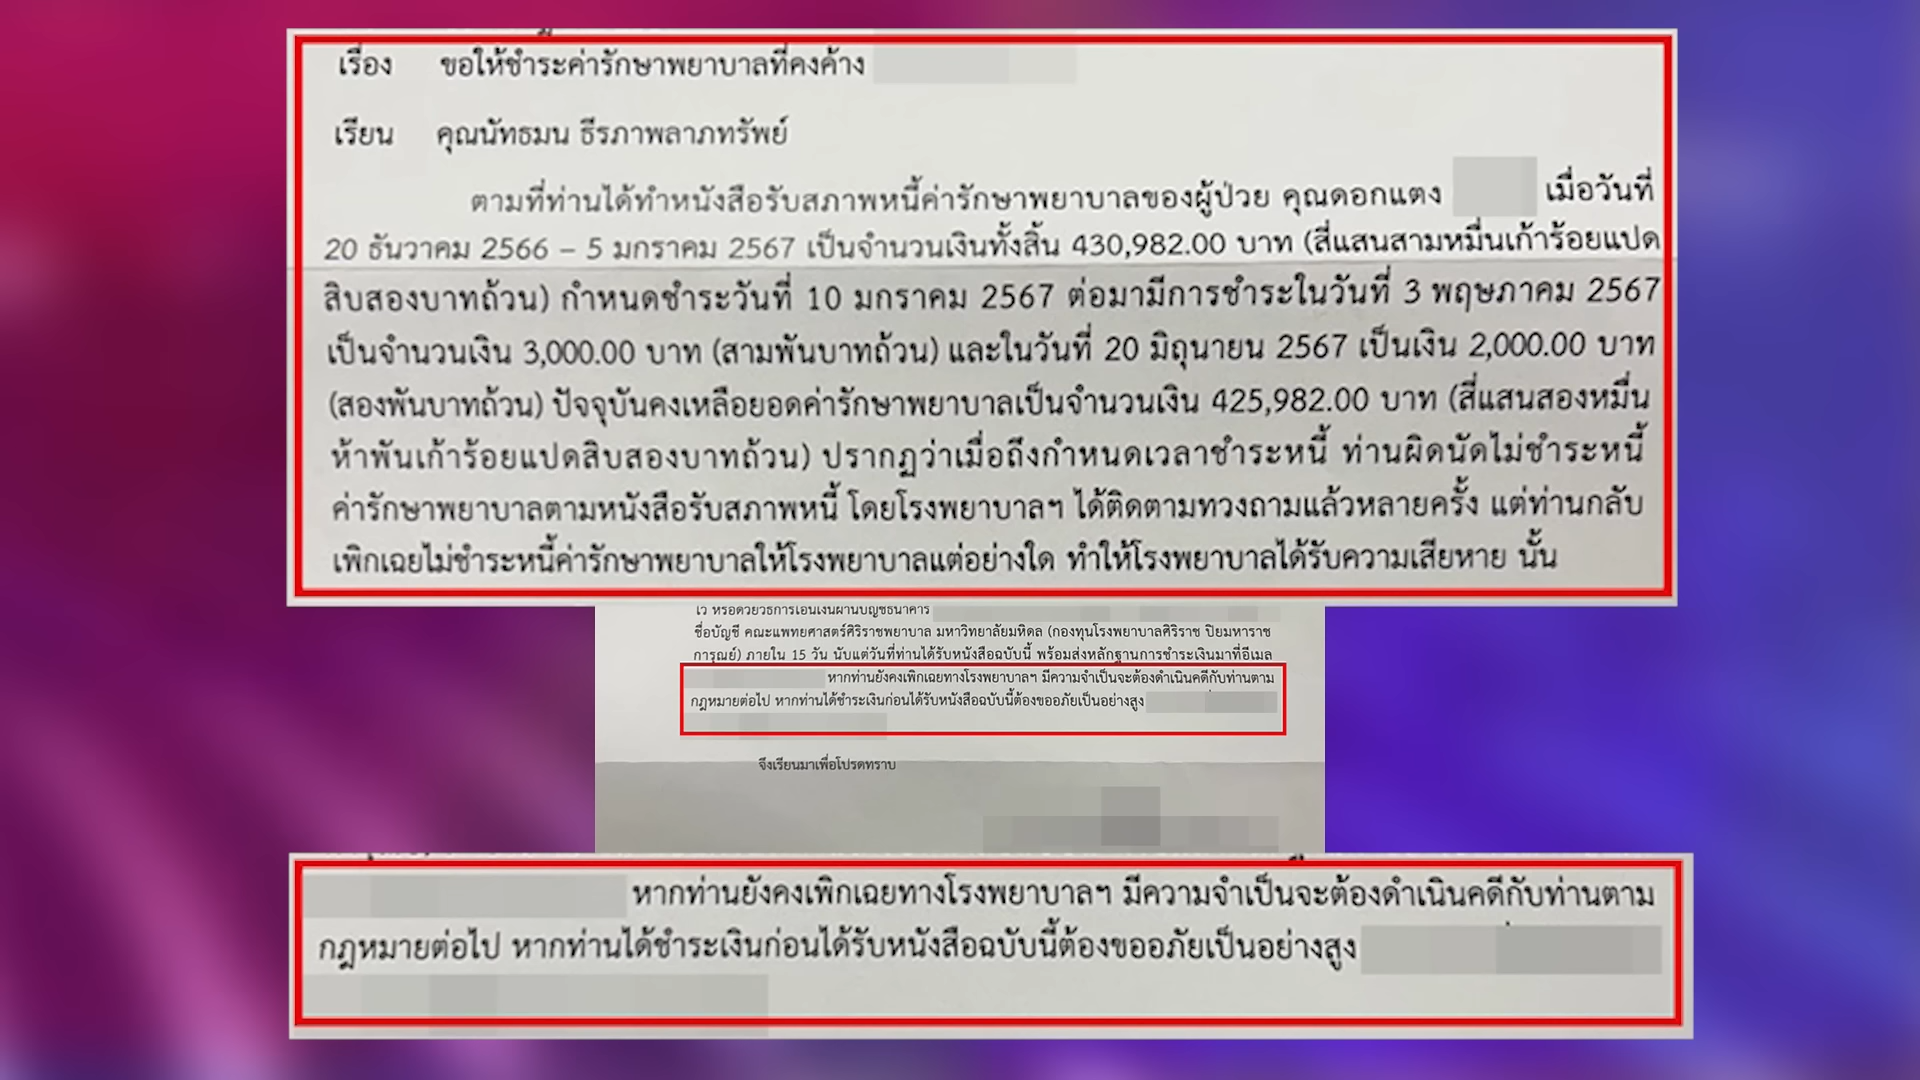 เรื่อง ขอให้ชำระค่ารักษาพยาบาลที่คงค้าง
เรียน คุณนัทธมน ธีรภาพลาภทรัพย์
ตามที่ท่านได้ทำหนังสือรับสภาพหนี้ค่ารักษาพยาบาลของผู้ป่วย คุณดอกแตง เมื่อวันที่
20 ธันวาคม 2566 – 5 มกราคม 2567 เป็นจำนวนเงินทั้งสิ้น 430,982.00 บาท (สี่แสนสามหมื่นเก้าร้อยแปด
สิบสองบาทถ้วน) กำหนดชำระวันที่ 10 มกราคม 2567 ต่อมามีการชำระในวันที่ 3 พฤษภาคม 2567
เป็นจำนวนเงิน 3,000.00 บาท (สามพันบาทถ้วน) และในวันที่ 20 มิถุนายน 2567 เป็นเงิน 2,000.00 บาท
(สองพันบาทถ้วน) ปัจจุบันคงเหลือยอดค่ารักษาพยาบาลเป็นจำนวนเงิน 425,982.00 บาท (สี่แสนสองหมื่น
ห้าพันเก้าร้อยแปดสิบสองบาทถ้วน) ปรากฏว่าเมื่อถึงกำหนดเวลาชำระหนี้ ท่านผิดนัดไม่ชำระหนี้
ค่ารักษาพยาบาลตามหนังสือรับสภาพหนี้ โดยโรงพยาบาลฯ ได้ติดตามทวงถามแล้วหลายครั้ง แต่ท่านกลับ
เพิกเฉยไม่ชำระหนี้ค่ารักษาพยาบาลให้โรงพยาบาลแต่อย่างใด ทำให้โรงพยาบาลได้รับความเสียหาย นั้น
ไว้ หรือด้วยวิธีการโอนเงินผ่านบัญชีธนาคาร
ชื่อบัญชี คณะแพทยศาสตร์ศิริราชพยาบาล มหาวิทยาลัยมหิดล (กองทุนโรงพยาบาลศิริราช ปิยมหาราช
การุณย์) ภายใน 15 วัน นับแต่วันที่ท่านได้รับหนังสือฉบับนี้ พร้อมส่งหลักฐานการชำระเงินมาที่อีเมล
หากท่านยังคงเพิกเฉยทางโรงพยาบาลฯ มีความจำเป็นจะต้องดำเนินคดีกับท่านตาม
กฎหมายต่อไป หากท่านได้ชำระเงินก่อนได้รับหนังสือฉบับนี้ต้องขออภัยเป็นอย่างสูง
จึงเรียนมาเพื่อโปรดทราบ
หากท่านยังคงเพิกเฉยทางโรงพยาบาลฯ มีความจำเป็นจะต้องดำเนินคดีกับท่านตาม
กฎหมายต่อไป หากท่านได้ชำระเงินก่อนได้รับหนังสือฉบับนี้ต้องขออภัยเป็นอย่างสูง